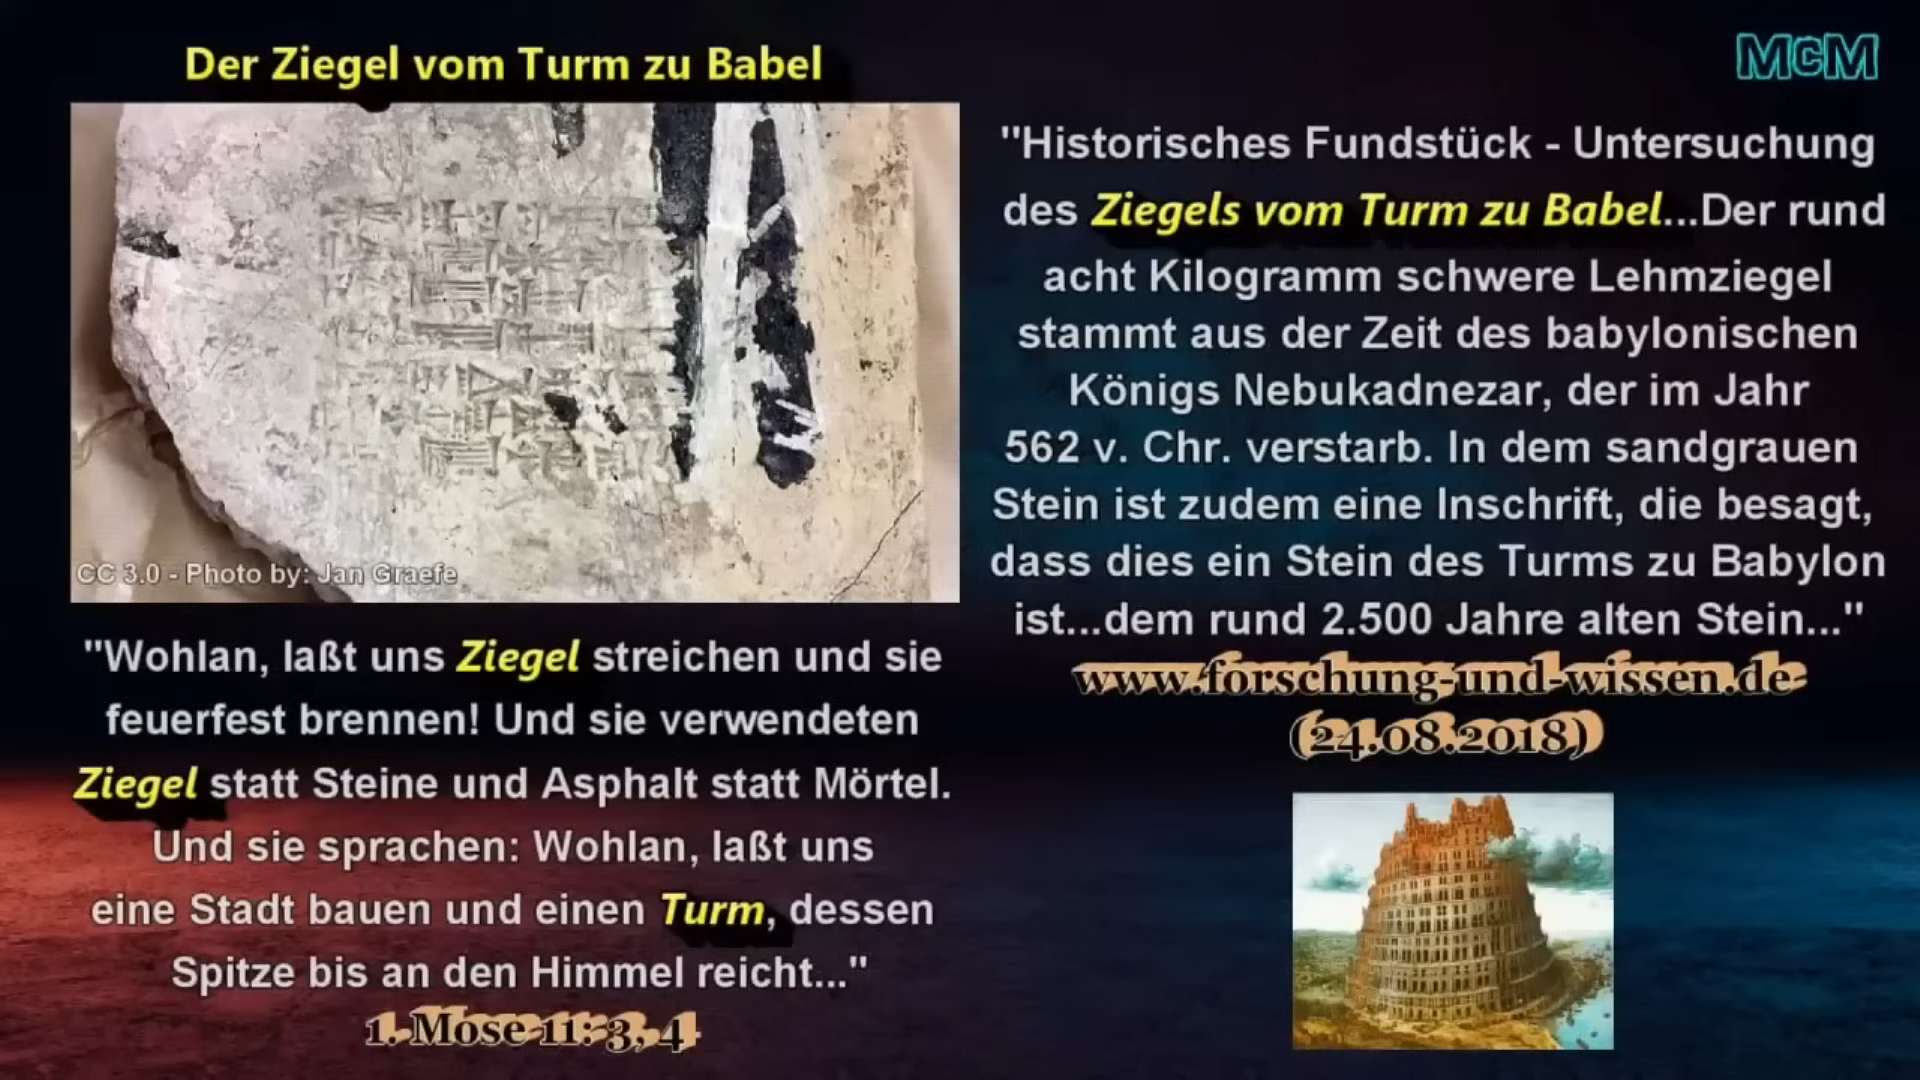 Der Ziegel vom Turm zu Babel
CC 3.0 - Photo by: Jan Graefe
"Wohlan, laßt uns Ziegel streichen und sie
feuerfest brennen! Und sie verwendeten
Ziegel statt Steine und Asphalt statt Mörtel.
Und sie sprachen: Wohlan, laßt uns
eine Stadt bauen und einen Turm, dessen
Spitze bis an den Himmel reicht..."
1. Mose 11: 3, 4
McM
"Historisches Fundstück - Untersuchung
des Ziegels vom Turm zu Babel...Der rund
acht Kilogramm schwere Lehmziegel
stammt aus der Zeit des babylonischen
Königs Nebukadnezar, der im Jahr
562 v. Chr. verstarb. In dem sandgrauen
Stein ist zudem eine Inschrift, die besagt,
dass dies ein Stein des Turms zu Babylon
ist...dem rund 2.500 Jahre alten Stein..."
www.forschung-und-wissen.de
(24.08.2018)